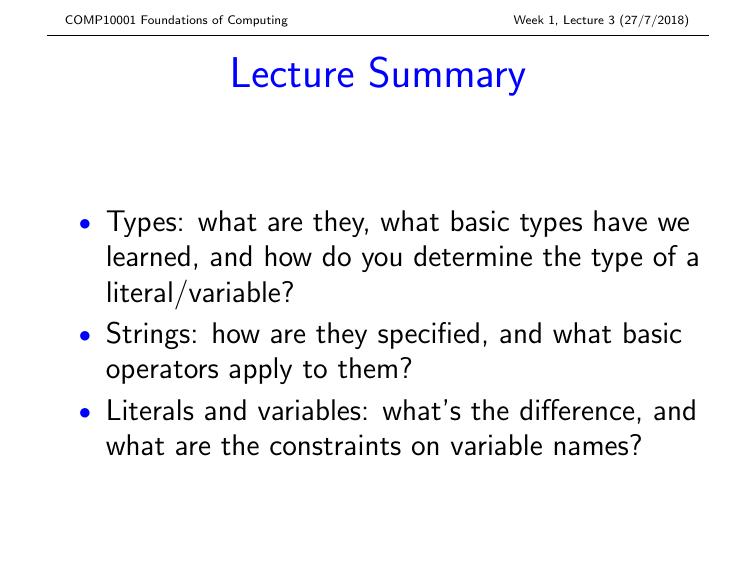 COMP10001 Foundations of Computing
Week 1, Lecture 3 (27/7/2018)
Lecture Summary
• Types: what are they, what basic types have we
learned, and how do you determine the type of a
literal/variable?
• Strings: how are they specified, and what basic
operators apply to them?
• Literals and variables: what's the difference, and
what are the constraints on variable names?